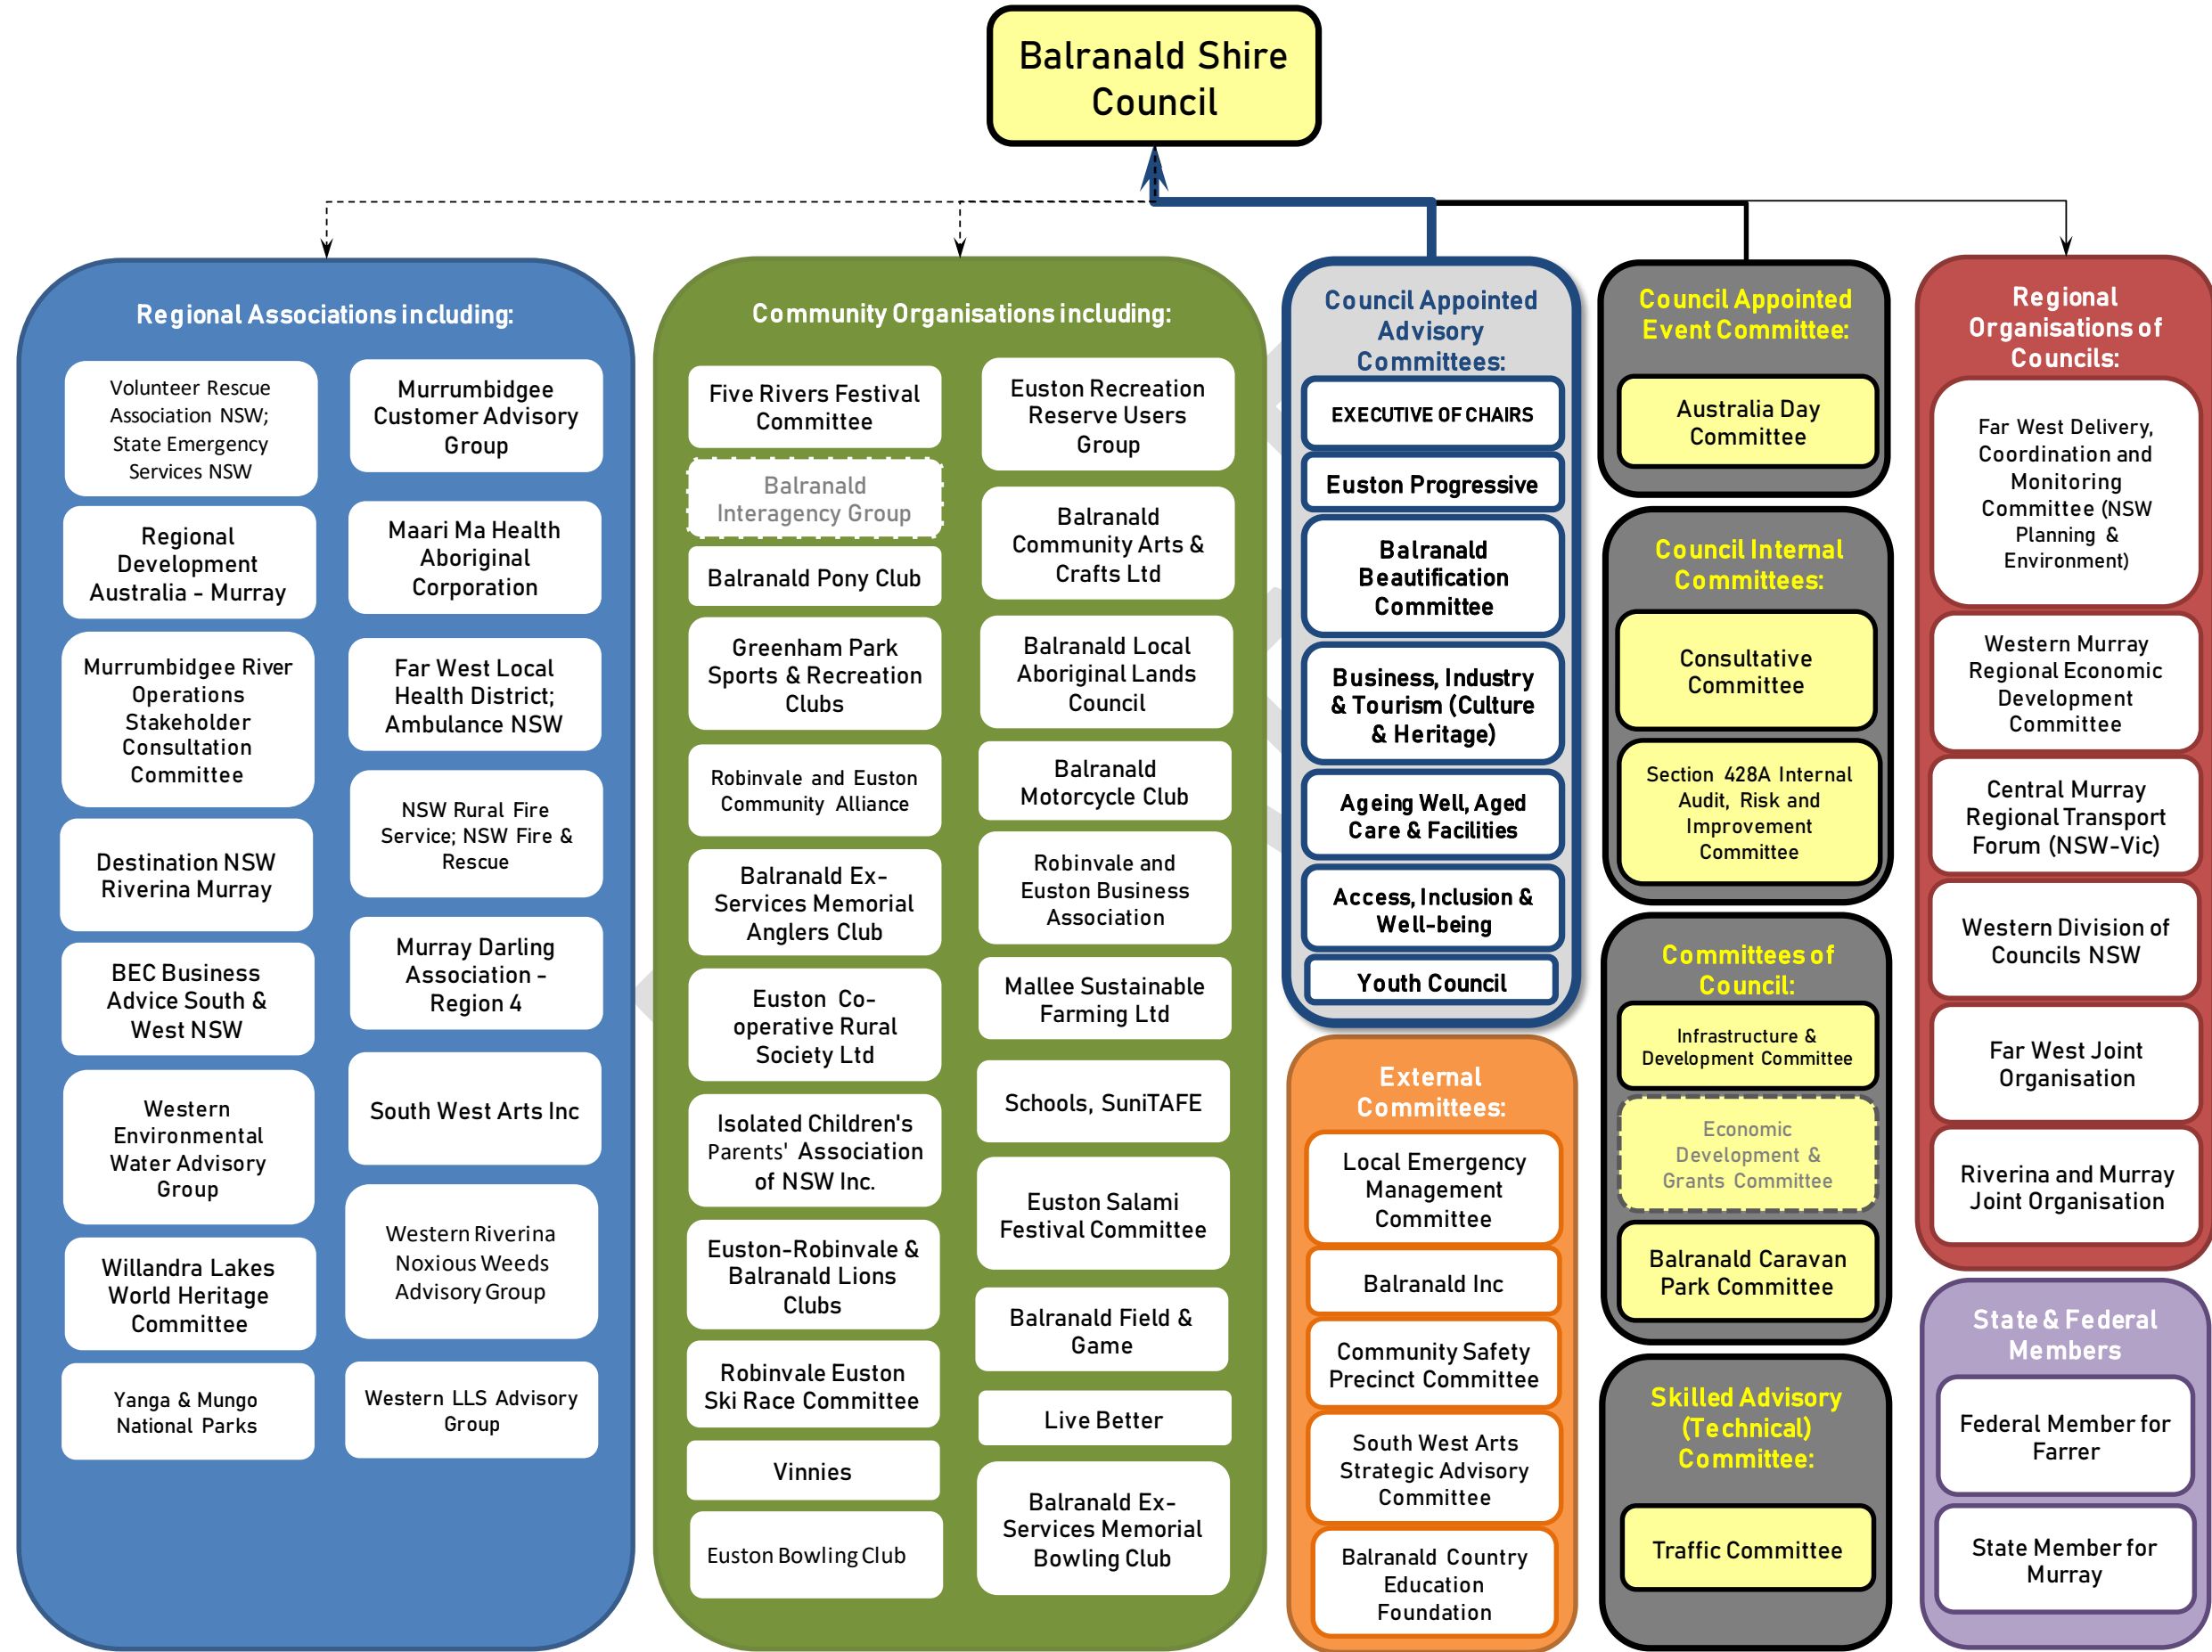 Balranald Shire
Council
Regional Associations including:
Volunteer Rescue
Association NSW;
State Emergency
Services NSW
Regional
Development
Australia - Murray
Murrumbidgee River
Operations
Stakeholder
Consultation
Committee
Destination NSW
Riverina Murray
BEC Business
Advice South &
West NSW
Western
Environmental
Water Advisory
Group
Willandra Lakes
World Heritage
Committee
Yanga & Mungo
National Parks
Murrumbidgee
Customer Advisory
Group
Maari Ma Health
Aboriginal
Corporation
Far West Local
Health District;
Ambulance NSW
NSW Rural Fire
Service; NSW Fire &
Rescue
Murray Darling
Association -
Region 4
South West Arts Inc
Western Riverina
Noxious Weeds
Advisory Group
Western LLS Advisory
Group
Community Organisations including:
Five Rivers Festival
Committee
Balranald
Interagency Group
Balranald Pony Club
Greenham Park
Sports & Recreation
Clubs
Robinvale and Euston
Community Alliance
Balranald Ex-
Services Memorial
Anglers Club
Euston Co-
operative Rural
Society Ltd
Isolated Children's
Parents' Association
of NSW Inc.
Euston-Robinvale &
Balranald Lions
Clubs
Robinvale Euston
Ski Race Committee
Vinnies
Euston Bowling Club
Euston Recreation
Reserve Users
Group
Balranald
Community Arts &
Crafts Ltd
Balranald Local
Aboriginal Lands
Council
Balranald
Motorcycle Club
Robinvale and
Euston Business
Association
Mallee Sustainable
Farming Ltd
Schools, SuniTAFE
Euston Salami
Festival Committee
Balranald Field &
Game
Live Better
Balranald Ex-
Services Memorial
Bowling Club
Council Appointed
Advisory
Committees:
EXECUTIVE OF CHAIRS
Euston Progressive
Balranald
Beautification
Committee
Business, Industry
& Tourism (Culture
& Heritage)
Ageing Well, Aged
Care & Facilities
Access, Inclusion &
Well-being
Youth Council
External
Committees:
Local Emergency
Management
Committee
Balranald Inc
Community Safety
Precinct Committee
South West Arts
Strategic Advisory
Committee
Balranald Country
Education
Foundation
Council Appointed
Event Committee:
Australia Day
Committee
Council Internal
Committees:
Consultative
Committee
Section 428A Internal
Audit, Risk and
Improvement
Committee
Committees of
Council:
Infrastructure &
Development Committee
Economic
Development &
Grants Committee
Balranald Caravan
Park Committee
Skilled Advisory
(Technical)
Committee:
Traffic Committee
Regional
Organisations of
Councils:
Far West Delivery,
Coordination and
Monitoring
Committee (NSW
Planning &
Environment)
Western Murray
Regional Economic
Development
Committee
Central Murray
Regional Transport
Forum (NSW-Vic)
Western Division of
Councils NSW
Far West Joint
Organisation
Riverina and Murray
Joint Organisation
State & Federal
Members
Federal Member for
Farrer
State Member for
Murray